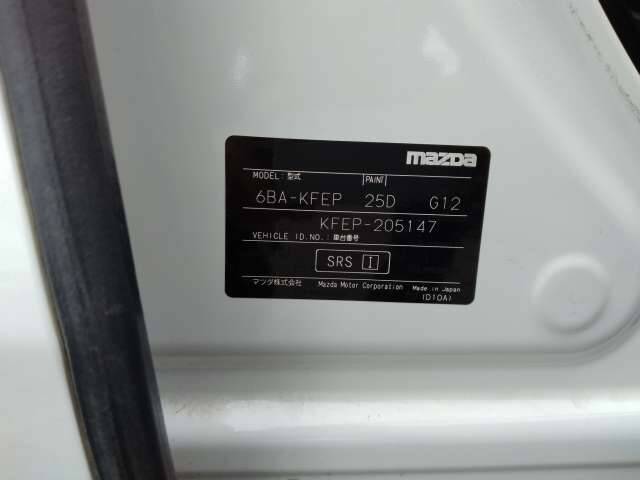 mazda
MODEL:型式 PAINT
6BA-KFEP 25D G12
KFEP-205147
VEHICLE ID.NO.:車台番号
SRS I
マツダ株式会社 Mazda Motor Corporation Made in Japan
(D10A)